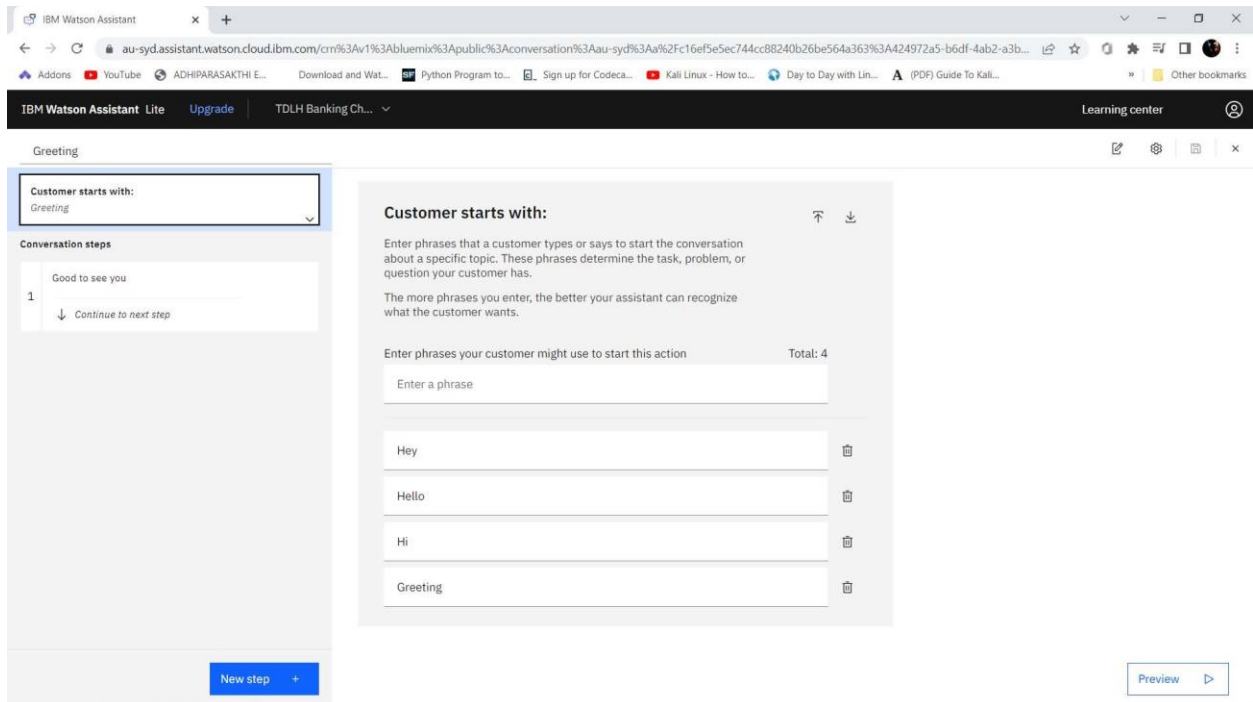 IBM Watson Assistant
au-syd.assistant.watson.cloud.ibm.com/crn%3Av1%3Abluemix%3Apublic%3Aconversation%3Aau-syd%3Aa%2Fc16ef5e5ec744cc88240b26be564a363%3A424972a5-b6df-4ab2-a3b...
Addons YouTube ADHIPARASAKTHI E... Download and Wat... SF Python Program to... Sign up for Codeca... Kali Linux - How to... Day to Day with Lin... A (PDF) Guide To Kali... » Other bookmarks
IBM Watson Assistant Lite Upgrade TDLH Banking Ch... Learning center
Greeting
Customer starts with:
Greeting
Conversation steps
1
Good to see you
Continue to next step
New step +
Customer starts with:
Enter phrases that a customer types or says to start the conversation
about a specific topic. These phrases determine the task, problem, or
question your customer has.
The more phrases you enter, the better your assistant can recognize
what the customer wants.
Enter phrases your customer might use to start this action Total: 4
Enter a phrase
Hey
Hello
Hi
Greeting
Preview